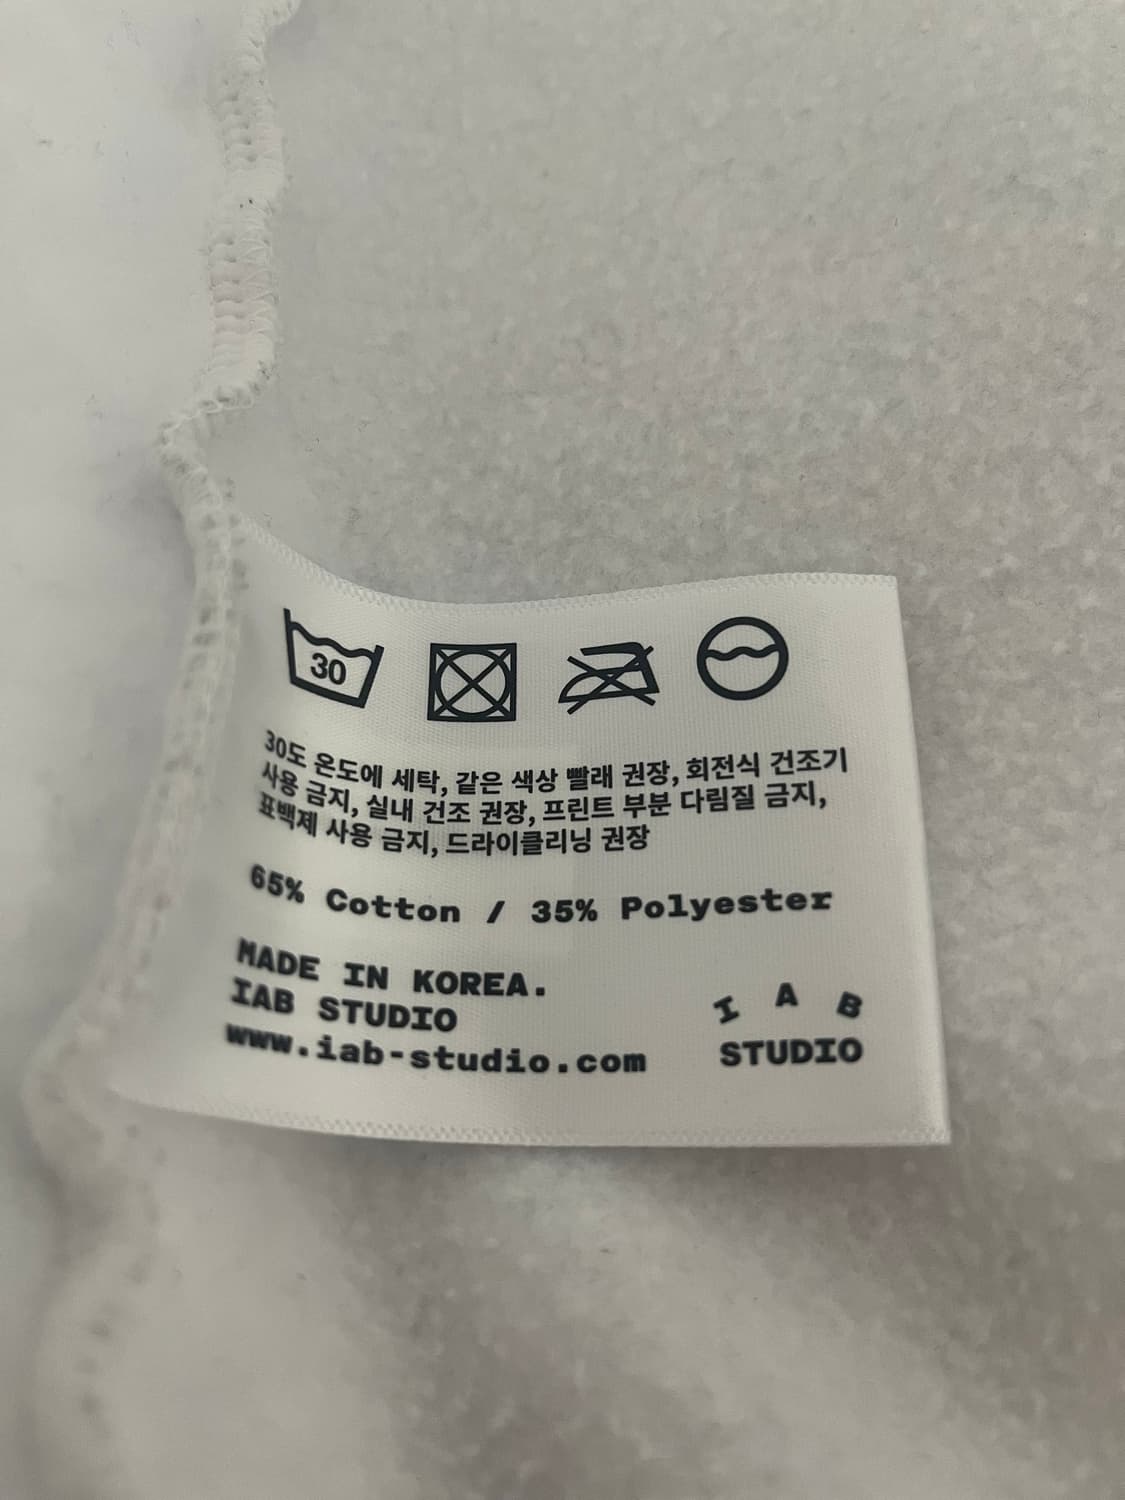 30
30도 온도에 세탁, 같은 색상 빨래 권장, 회전식 건조기
사용 금지, 실내 건조 권장, 프린트 부분 다림질 금지,
표백제 사용 금지, 드라이클리닝 권장
65% Cotton / 35% Polyester
MADE IN KOREA.
IAB STUDIO
www.iab-studio.com
I A B
STUDIO